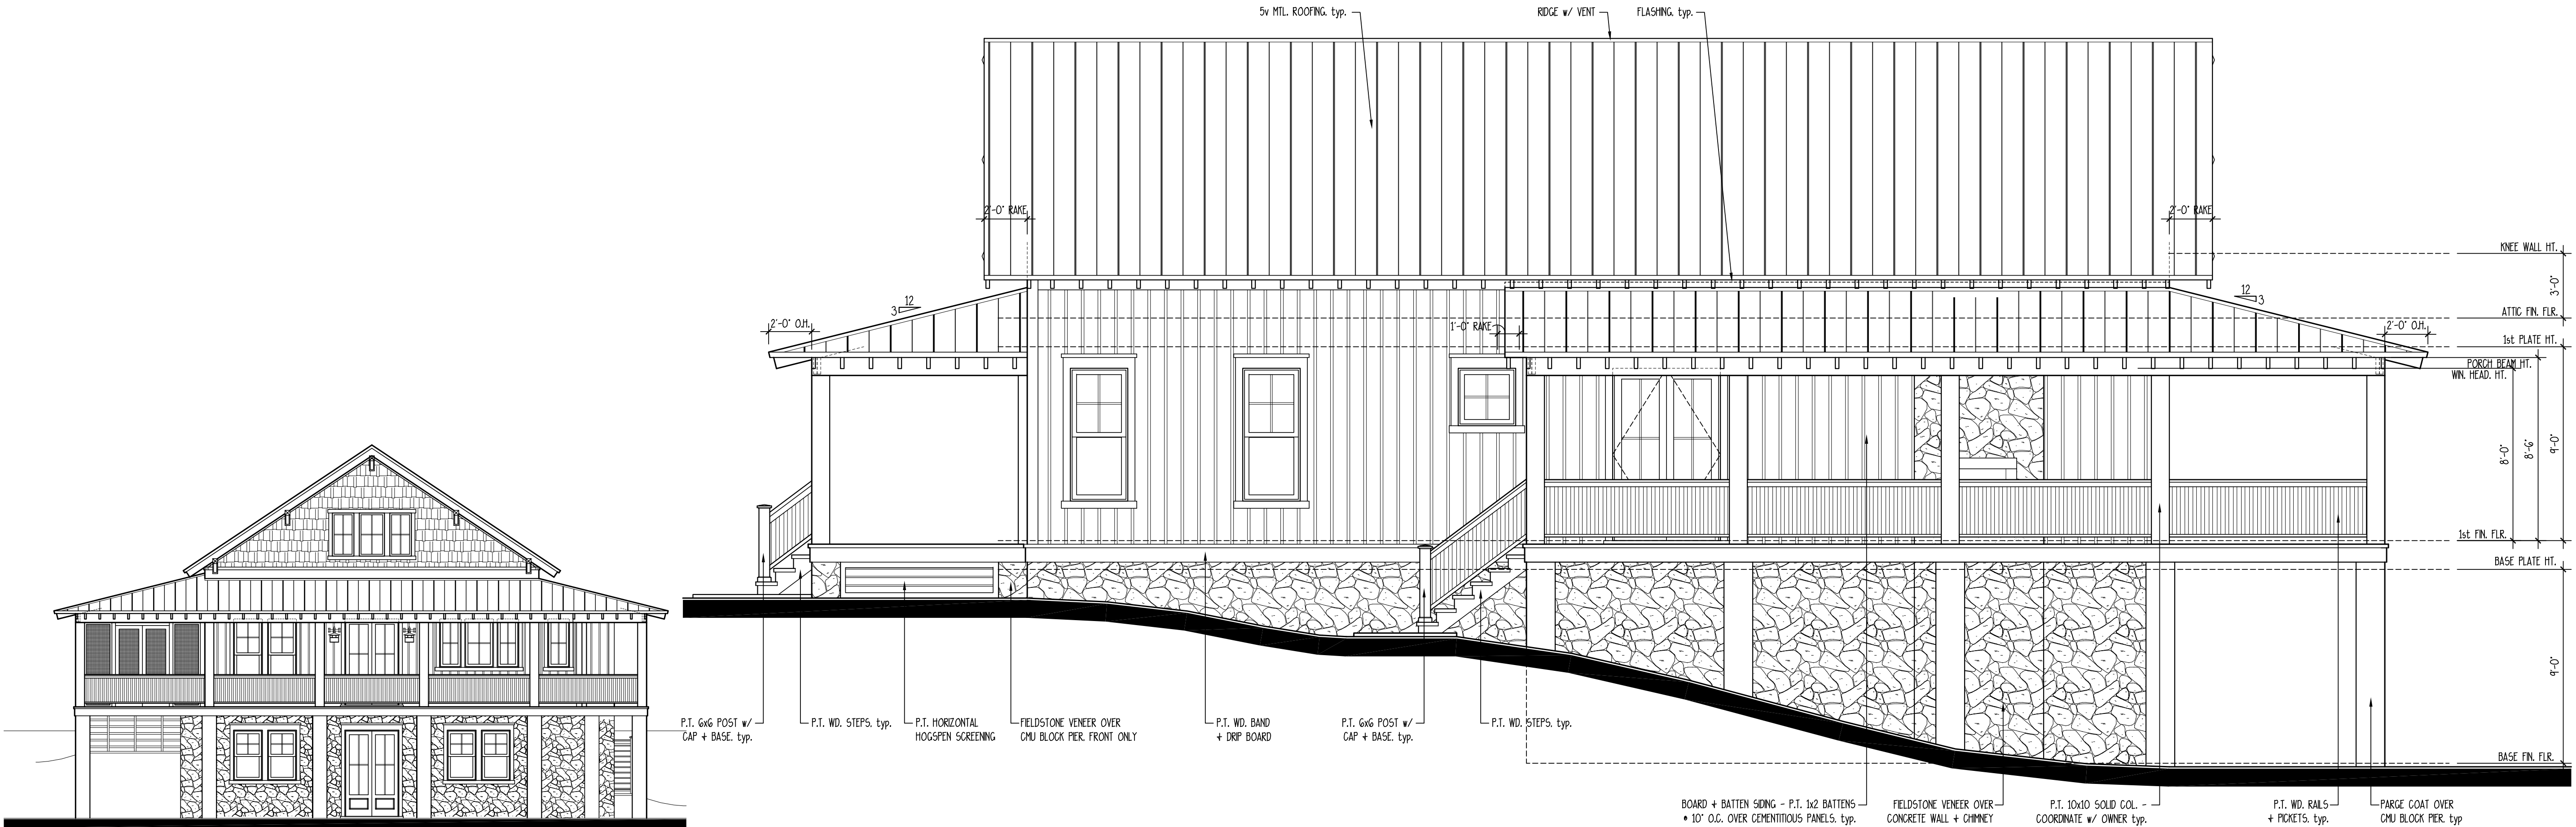 5v MTL. ROOFING. typ.
RIDGE w/ VENT
FLASHING. typ.
2'-0" RAKE
2'-0" RAKE
KNEE WALL HT.
3'-0"
12
3
12
3
ATTIC FIN. FLR.
2'-0" O.H.
1'-0" RAKE
2'-0" O.H.
1st PLATE HT.
PORCH BEAM HT.
WIN. HEAD. HT.
8'-0"
8'-6"
9'-0"
1st FIN. FLR.
BASE PLATE HT.
9'-0"
BASE FIN. FLR.
P.T. 6x6 POST w/
CAP + BASE. typ.
P.T. WD. STEPS. typ.
P.T. HORIZONTAL
HOGSPEN SCREENING
FIELDSTONE VENEER OVER
CMU BLOCK PIER. FRONT ONLY
P.T. WD. BAND
+ DRIP BOARD
P.T. 6x6 POST w/
CAP + BASE. typ.
P.T. WD. STEPS. typ.
BOARD + BATTEN SIDING - P.T. 1x2 BATTENS
@ 10" O.C. OVER CEMENTITIOUS PANELS. typ.
FIELDSTONE VENEER OVER
CONCRETE WALL + CHIMNEY
P.T. 10x10 SOLID COL. -
COORDINATE w/ OWNER typ.
P.T. WD. RAILS
+ PICKETS. typ.
PARGE COAT OVER
CMU BLOCK PIER. typ